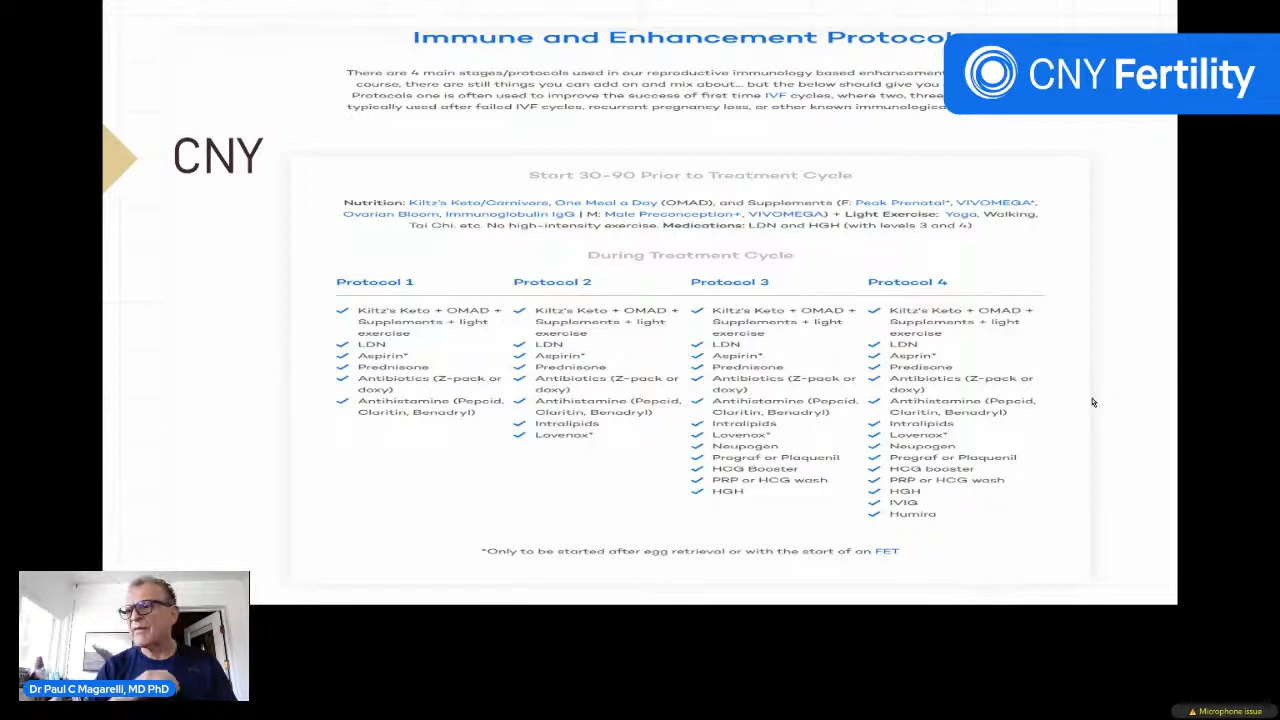 Immune and Enhancement Protocol
CNY Fertility
There are 4 main stages/protocols used in our reproductive immunology based enhancement
course, there are still things you can add on and mix about... but the below should give you
Protocols one is often used to improve the success of first time IVF cycles, where two, three
typically used after failed IVF cycles, recurrent pregnancy loss, or other known immunologica
CNY
Start 30-90 Prior to Treatment Cycle
Nutrition: Kiltz's Keto/Carnivore, One Meal a Day (OMAD), and Supplements (F: Peak Prenatal*, VIVOMEGA*,
Ovarian Bloom, Immunoglobulin IgG | M: Male Preconception+, VIVOMEGA) + Light Exercise: Yoga, Walking,
Tai Chi. etc. No high-intensity exercise. Medications: LDN and HGH (with levels 3 and 4)
During Treatment Cycle
Protocol 1
Kiltz's Keto + OMAD +
Supplements + light
exercise
LDN
Aspirin*
Prednisone
Antibiotics (Z-pack or
doxy)
Antihistamine (Pepcid,
Claritin, Benadryl)
Protocol 2
Kiltz's Keto + OMAD +
Supplements + light
exercise
LDN
Aspirin*
Prednisone
Antibiotics (Z-pack or
doxy)
Antihistamine (Pepcid,
Claritin, Benadryl)
Intralipids
Lovenox*
Protocol 3
Kiltz's Keto + OMAD +
Supplements + light
exercise
LDN
Aspirin*
Prednisone
Antibiotics (Z-pack or
doxy)
Antihistamine (Pepcid,
Claritin, Benadryl)
Intralipids
Lovenox*
Neupogen
Prograf or Plaquenil
HCG Booster
PRP or HCG wash
HGH
Protocol 4
Kiltz's Keto + OMAD +
Supplements + light
exercise
LDN
Asprin*
Predisone
Antibiotics (Z-pack or
doxy)
Antihistamine (Pepcid,
Claritin, Benadryl)
Intralipids
Lovenox*
Neupogen
Prograf or Plaquenil
HCG booster
PRP or HCG wash
HGH
IVIG
Humira
*Only to be started after egg retrieval or with the start of an FET
Dr Paul C Magarelli, MD PhD
Microphone issue